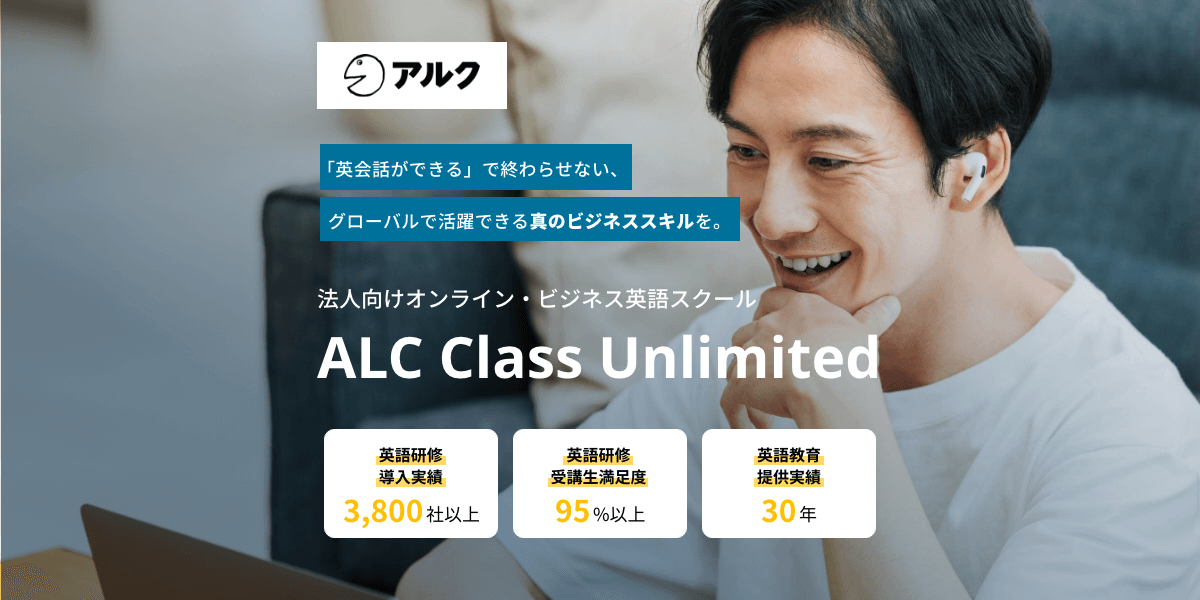 アルク
「英会話ができる」で終わらせない、
グローバルで活躍できる真のビジネススキルを。
法人向けオンライン・ビジネス英語スクール
ALC Class Unlimited
英語研修
導入実績
3,800社以上
英語研修
受講生満足度
95%以上
英語教育
提供実績
30年